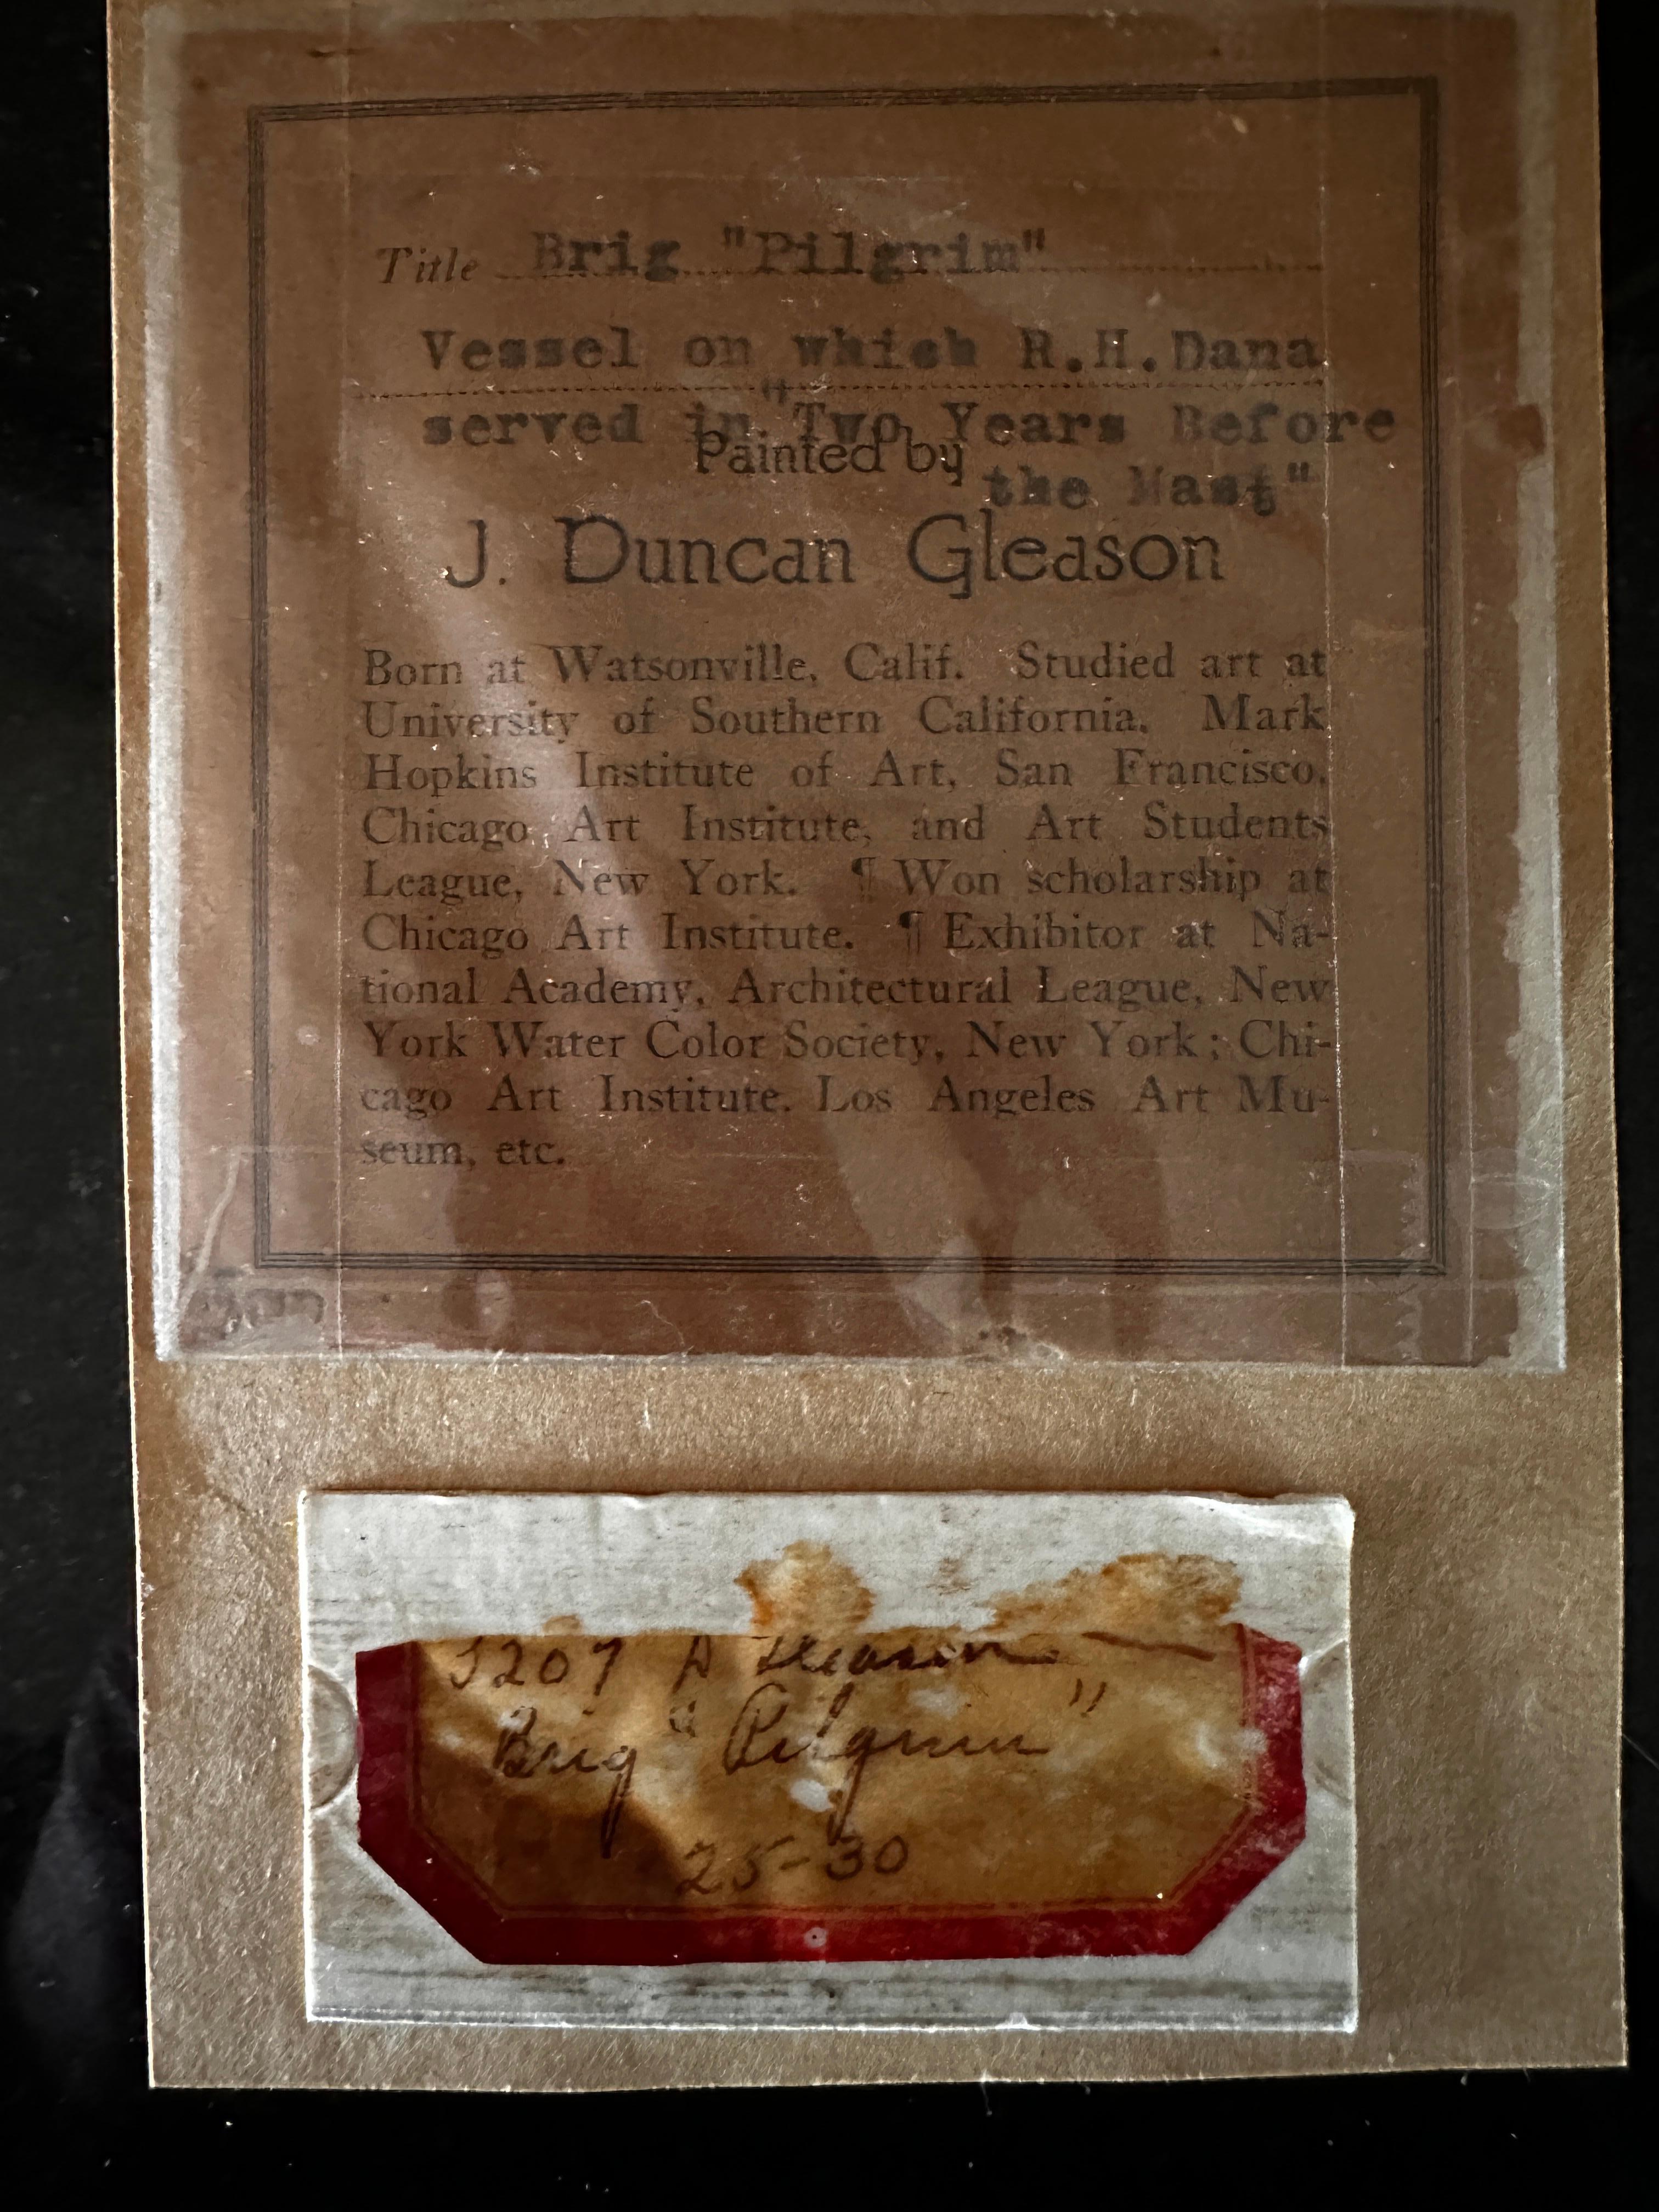 Title Brig "Pilgrim"
Vessel on which R.H.Dana
served in "Two Years Before
the Mast"
Painted by
J. Duncan Gleason
Born at Watsonville, Calif. Studied art at
University of Southern California, Mark
Hopkins Institute of Art, San Francisco,
Chicago Art Institute, and Art Students
League, New York. ¶ Won scholarship at
Chicago Art Institute. ¶ Exhibitor at Na-
tional Academy, Architectural League, New
York Water Color Society, New York; Chi-
cago Art Institute. Los Angeles Art Mu-
seum, etc.
Gleason
Brig "Pilgrim"
25-30